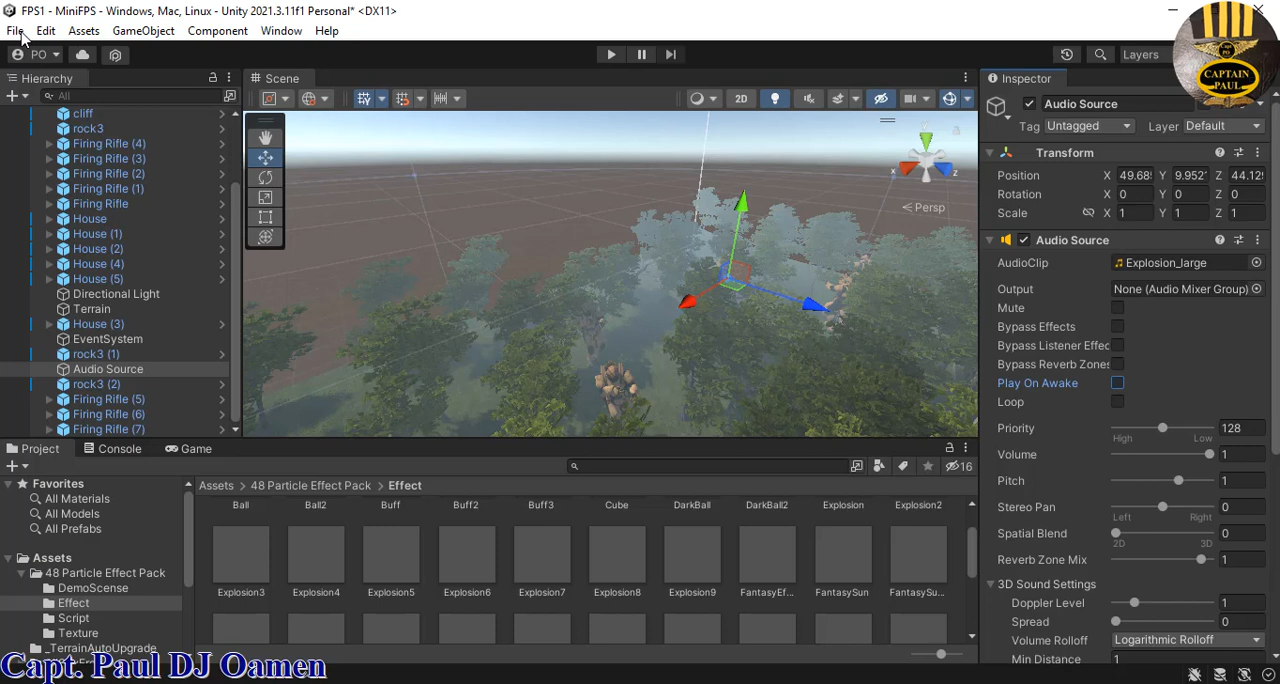 FPS1 - MiniFPS - Windows, Mac, Linux - Unity 2021.3.11f1 Personal* <DX11>
File Edit Assets GameObject Component Window Help
PO Layers
CAPTAIN PAUL
Hierarchy Scene Inspector
All
2D
cliff
rock3
Firing Rifle (4)
Firing Rifle (3)
Firing Rifle (2)
Firing Rifle (1)
Firing Rifle
House
House (1)
House (2)
House (4)
House (5)
Directional Light
Terrain
House (3)
EventSystem
rock3 (1)
Audio Source
rock3 (2)
Firing Rifle (5)
Firing Rifle (6)
Firing Rifle (7)
y
x z
Persp
Audio Source
Tag Untagged Layer Default
Transform
Position X 49.685 Y 9.952 Z 44.129
Rotation X 0 Y 0 Z 0
Scale X 1 Y 1 Z 1
Audio Source
AudioClip Explosion_large
Output None (Audio Mixer Group)
Mute
Bypass Effects
Bypass Listener Effec
Bypass Reverb Zones
Play On Awake
Loop
Priority 128
High Low
Volume 1
Pitch 1
Stereo Pan 0
Left Right
Spatial Blend 0
2D 3D
Reverb Zone Mix 1
3D Sound Settings
Doppler Level 1
Spread 0
Volume Rolloff Logarithmic Rolloff
Min Distance 1
Project Console Game
16
Favorites
All Materials
All Models
All Prefabs
Assets
48 Particle Effect Pack
DemoScense
Effect
Script
Texture
_TerrainAutoUpgrade
Assets > 48 Particle Effect Pack > Effect
Ball Ball2 Buff Buff2 Buff3 Cube DarkBall DarkBall2 Explosion Explosion2
Explosion3 Explosion4 Explosion5 Explosion6 Explosion7 Explosion8 Explosion9 FantasyEf... FantasySun FantasySu...
Capt. Paul DJ Oamen